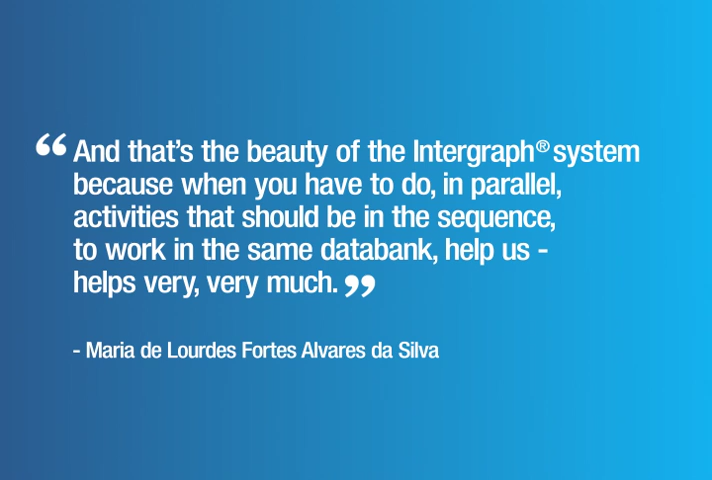 “And that’s the beauty of the Intergraph® system
because when you have to do, in parallel,
activities that should be in the sequence,
to work in the same databank, help us -
helps very, very much.”
- Maria de Lourdes Fortes Alvares da Silva